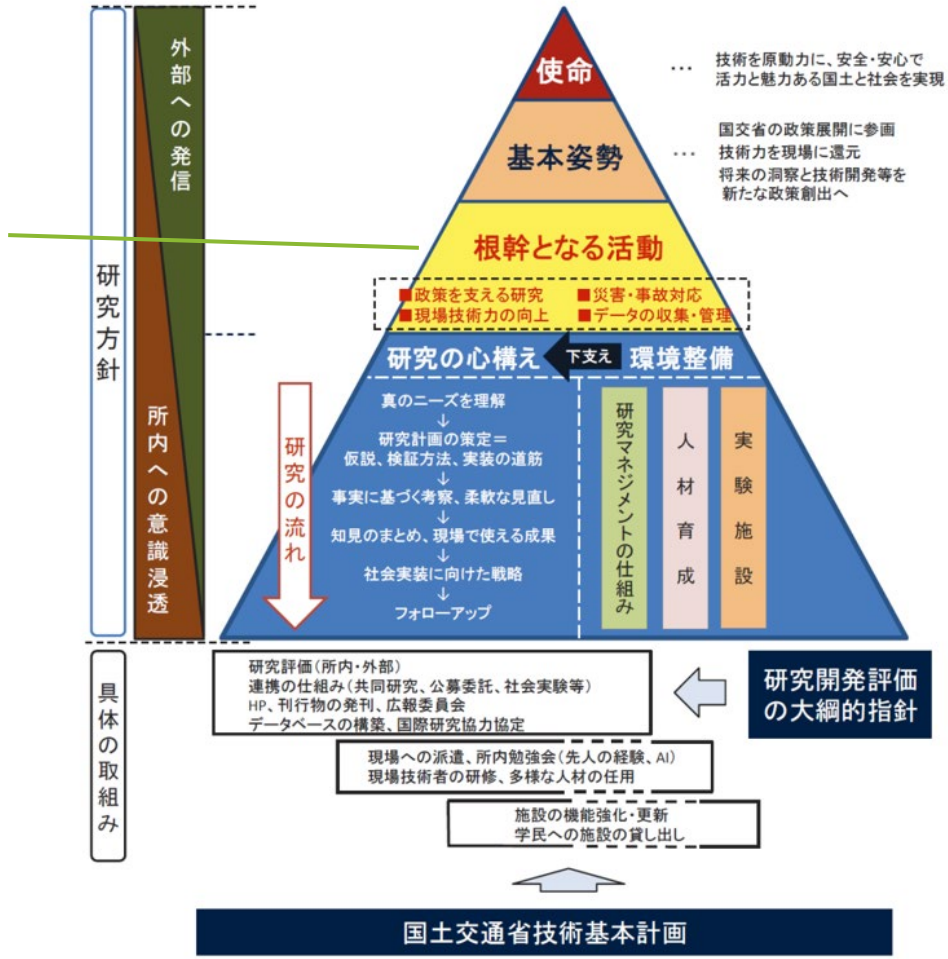 外部への発信
所内への意識浸透
研究方針
使命
… 技術を原動力に、安全・安心で
活力と魅力ある国土と社会を実現
基本姿勢
国交省の政策展開に参画
… 技術力を現場に還元
将来の洞察と技術開発等を
新たな政策創出へ
根幹となる活動
■政策を支える研究
■災害・事故対応
■現場技術力の向上
■データの収集・管理
研究の心構え
下支え
環境整備
研究の流れ
真のニーズを理解
↓
研究計画の策定＝
仮説、検証方法、実装の道筋
↓
事実に基づく考察、柔軟な見直し
↓
知見のまとめ、現場で使える成果
↓
社会実装に向けた戦略
↓
フォローアップ
研究マネジメントの仕組み
人材育成
実験施設
具体の取組み
研究評価（所内・外部）
連携の仕組み（共同研究、公募委託、社会実験等）
HP、刊行物の発刊、広報委員会
データベースの構築、国際研究協力協定
研究開発評価
の大綱的指針
現場への派遣、所内勉強会（先人の経験、AI）
現場技術者の研修、多様な人材の任用
施設の機能強化・更新
学民への施設の貸し出し
国土交通省技術基本計画